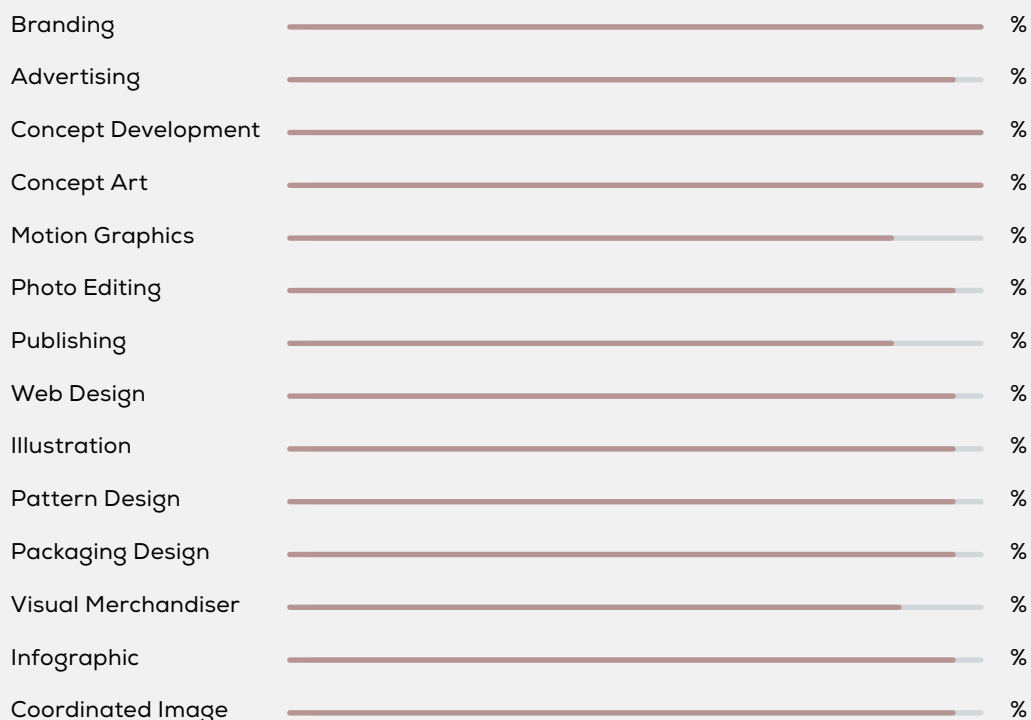 Branding %
Advertising %
Concept Development %
Concept Art %
Motion Graphics %
Photo Editing %
Publishing %
Web Design %
Illustration %
Pattern Design %
Packaging Design %
Visual Merchandiser %
Infographic %
Coordinated Image %